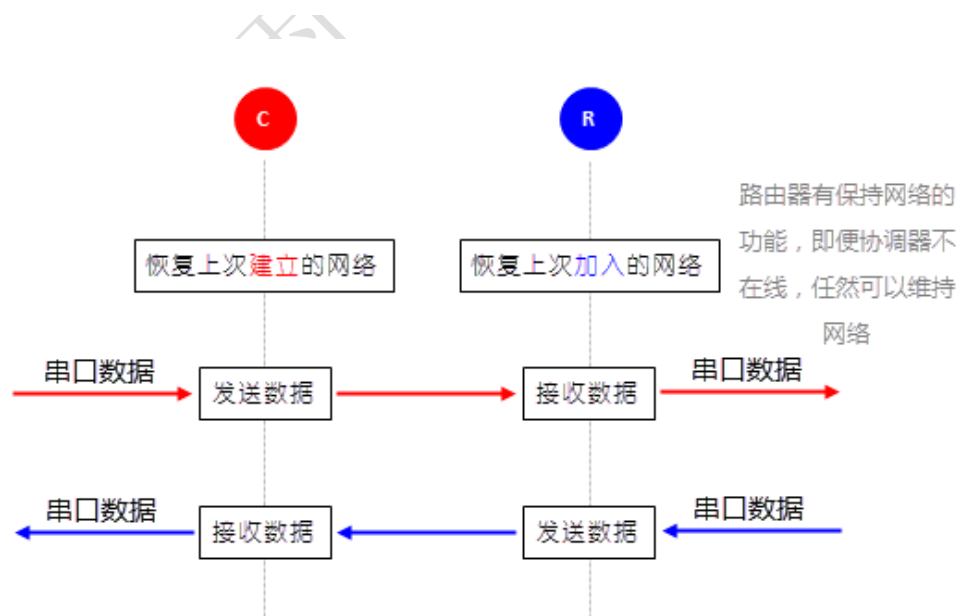 C
R
路由器有保持网络的
功能，即便协调器不
在线，任然可以维持
网络
恢复上次建立的网络
恢复上次加入的网络
串口数据
发送数据
接收数据
串口数据
串口数据
接收数据
发送数据
串口数据